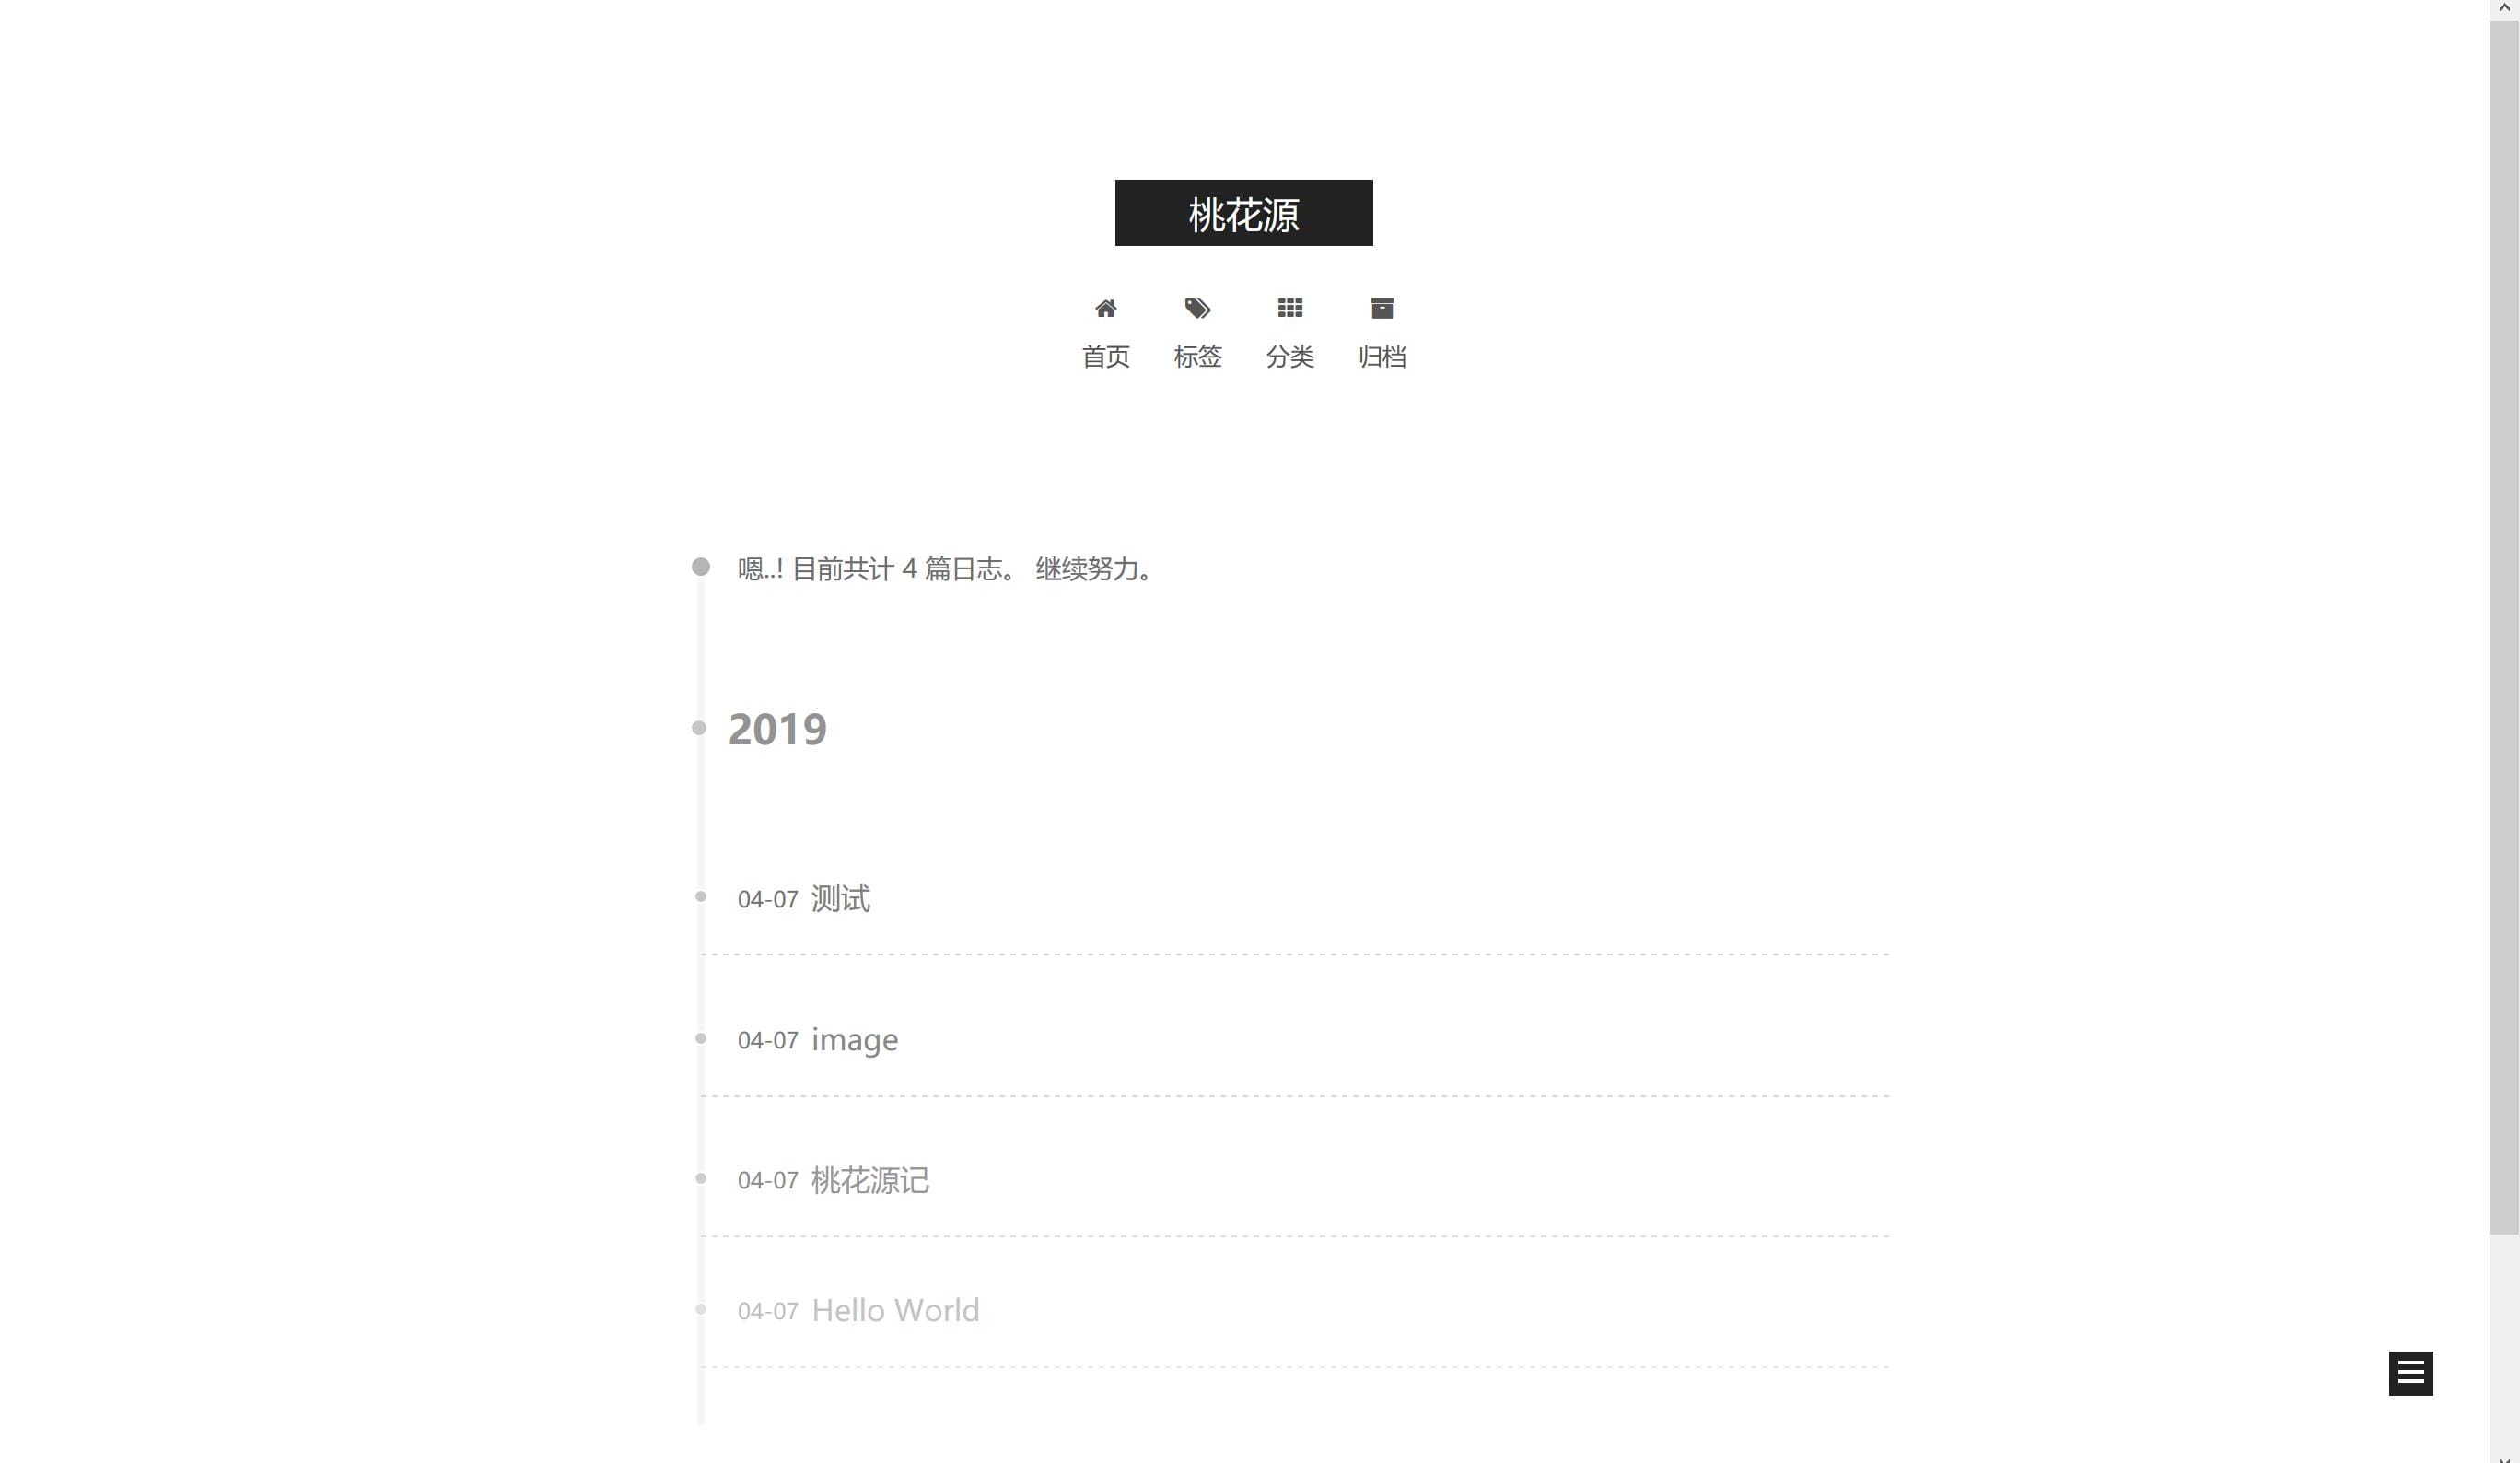 桃花源
首页 标签 分类 归档
嗯..! 目前共计 4 篇日志。 继续努力。
2019
04-07 测试
04-07 image
04-07 桃花源记
04-07 Hello World